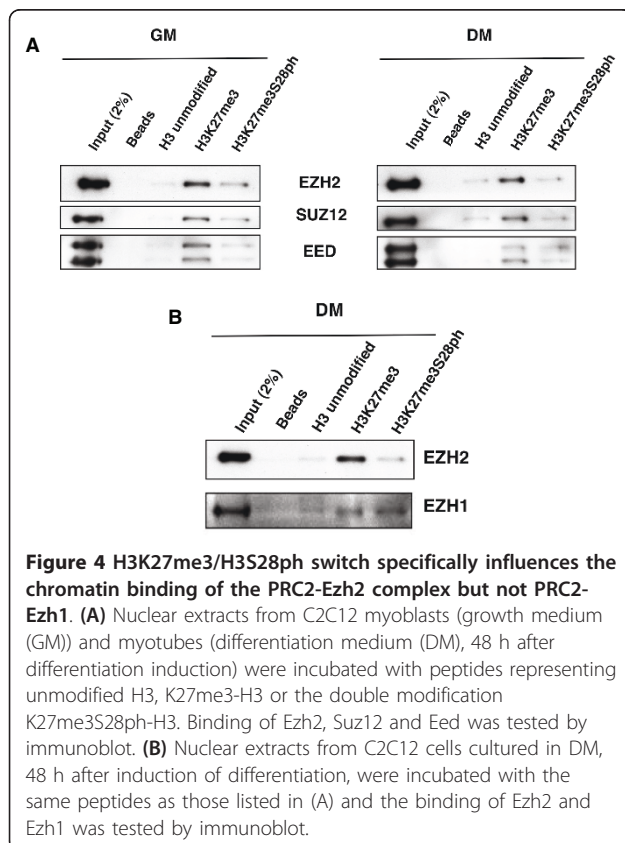 A
GM
DM
Input (2%)
Beads
H3 unmodified
H3K27me3
H3K27me3S28ph
Input (2%)
Beads
H3 unmodified
H3K27me3
H3K27me3S28ph
EZH2
SUZ12
EED
B
DM
Input (2%)
Beads
H3 unmodified
H3K27me3
H3K27me3S28ph
EZH2
EZH1
Figure 4 H3K27me3/H3S28ph switch specifically influences the
chromatin binding of the PRC2-Ezh2 complex but not PRC2-
Ezh1. (A) Nuclear extracts from C2C12 myoblasts (growth medium
(GM)) and myotubes (differentiation medium (DM), 48 h after
differentiation induction) were incubated with peptides representing
unmodified H3, K27me3-H3 or the double modification
K27me3S28ph-H3. Binding of Ezh2, Suz12 and Eed was tested by
immunoblot. (B) Nuclear extracts from C2C12 cells cultured in DM,
48 h after induction of differentiation, were incubated with the
same peptides as those listed in (A) and the binding of Ezh2 and
Ezh1 was tested by immunoblot.